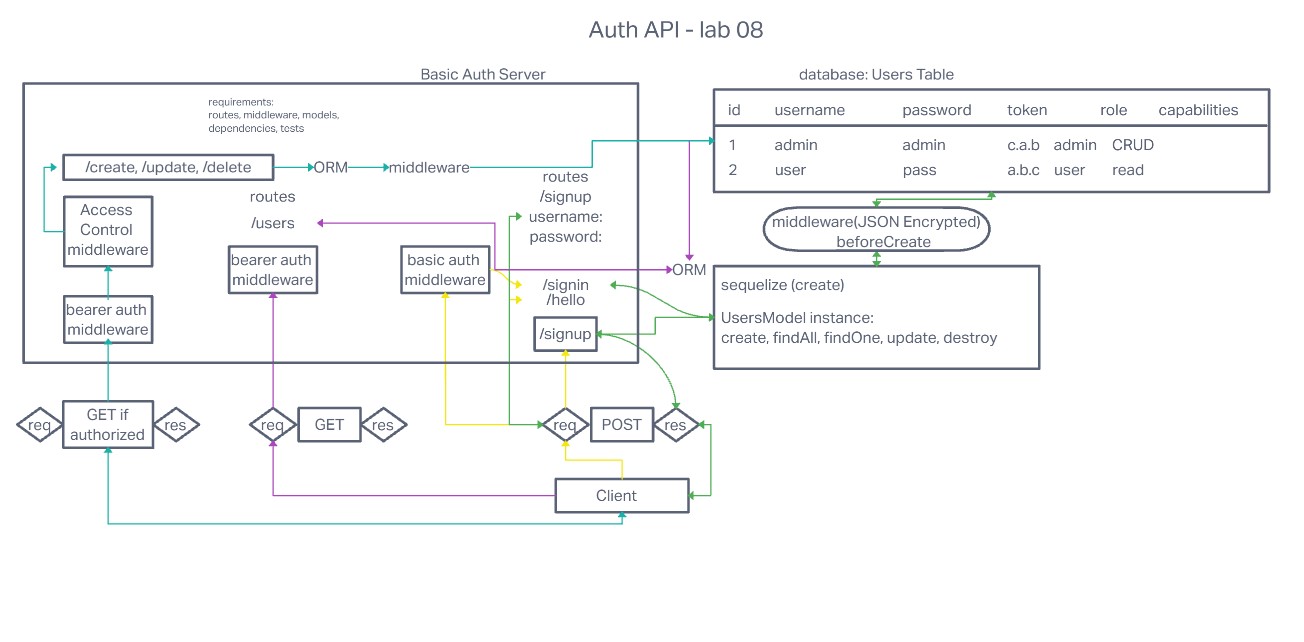 Auth API - lab 08
Basic Auth Server
database: Users Table
requirements:
routes, middleware, models,
dependencies, tests
id username password token role capabilities
1 admin admin c.a.b admin CRUD
2 user pass a.b.c user read
/create, /update, /delete
ORM
middleware
routes
/signup
username:
password:
routes
/users
Access
Control
middleware
bearer auth
middleware
basic auth
middleware
/signin
/hello
ORM
middleware(JSON Encrypted)
beforeCreate
sequelize (create)
UsersModel instance:
create, findAll, findOne, update, destroy
bearer auth
middleware
/signup
req
GET if
authorized
res
req
GET
res
req
POST
res
Client